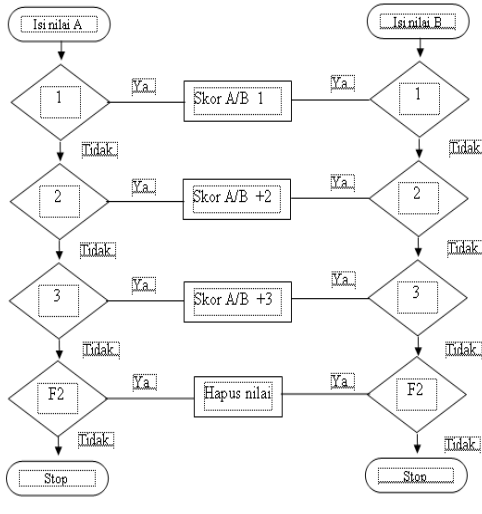 Isi nilai A
Isi nilai B
1
Ya
Skor A/B 1
Ya
1
Tidak
Tidak
2
Ya
Skor A/B +2
Ya
2
Tidak
Tidak
3
Ya
Skor A/B +3
Ya
3
Tidak
Tidak
F2
Ya
Hapus nilai
Ya
F2
Tidak
Tidak
Stop
Stop